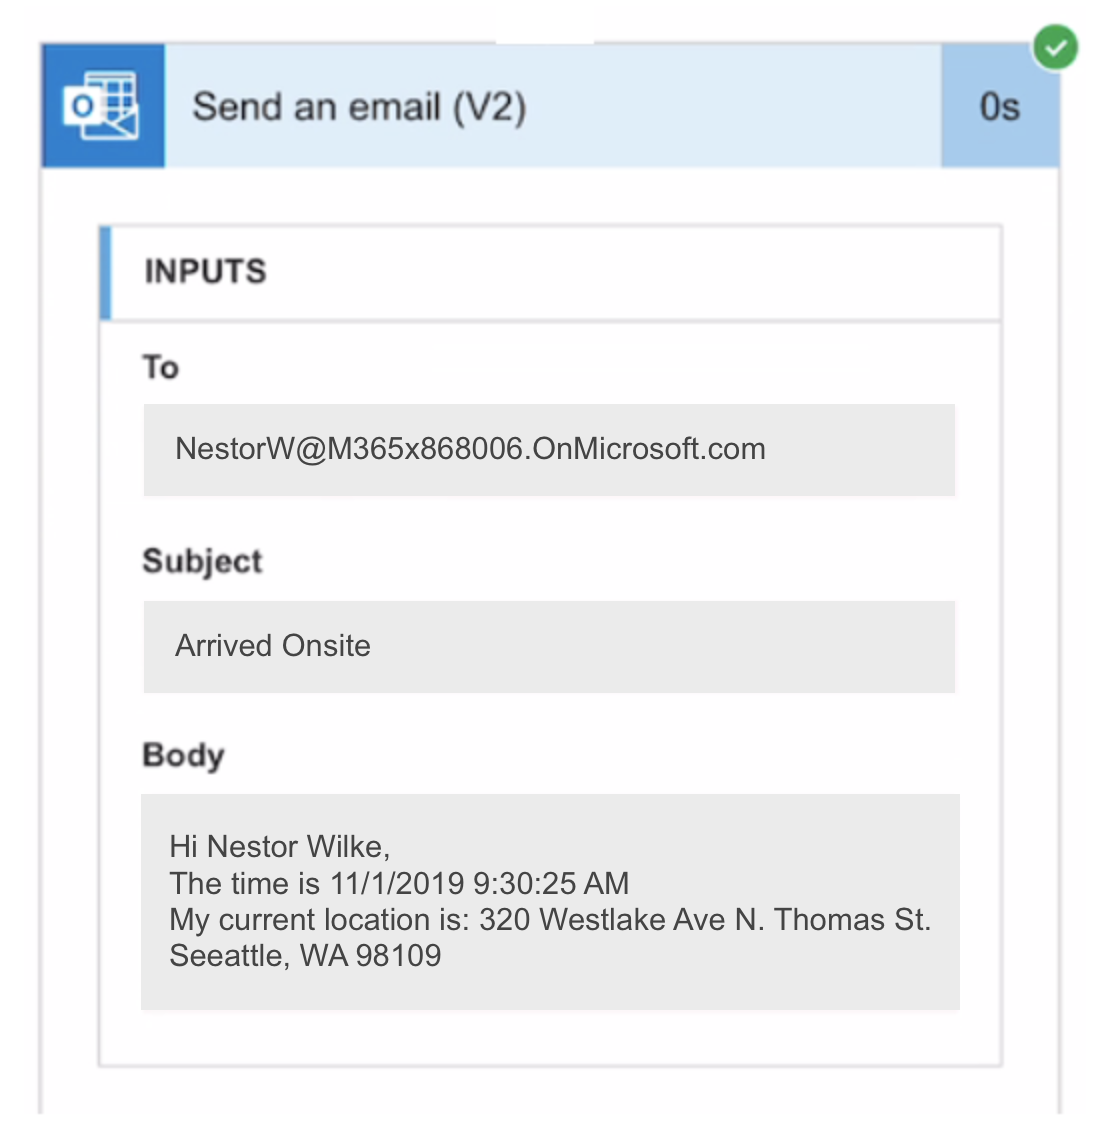 Send an email (V2)
0s
INPUTS
To
NestorW@M365x868006.OnMicrosoft.com
Subject
Arrived Onsite
Body
Hi Nestor Wilke,
The time is 11/1/2019 9:30:25 AM
My current location is: 320 Westlake Ave N. Thomas St.
Seeattle, WA 98109